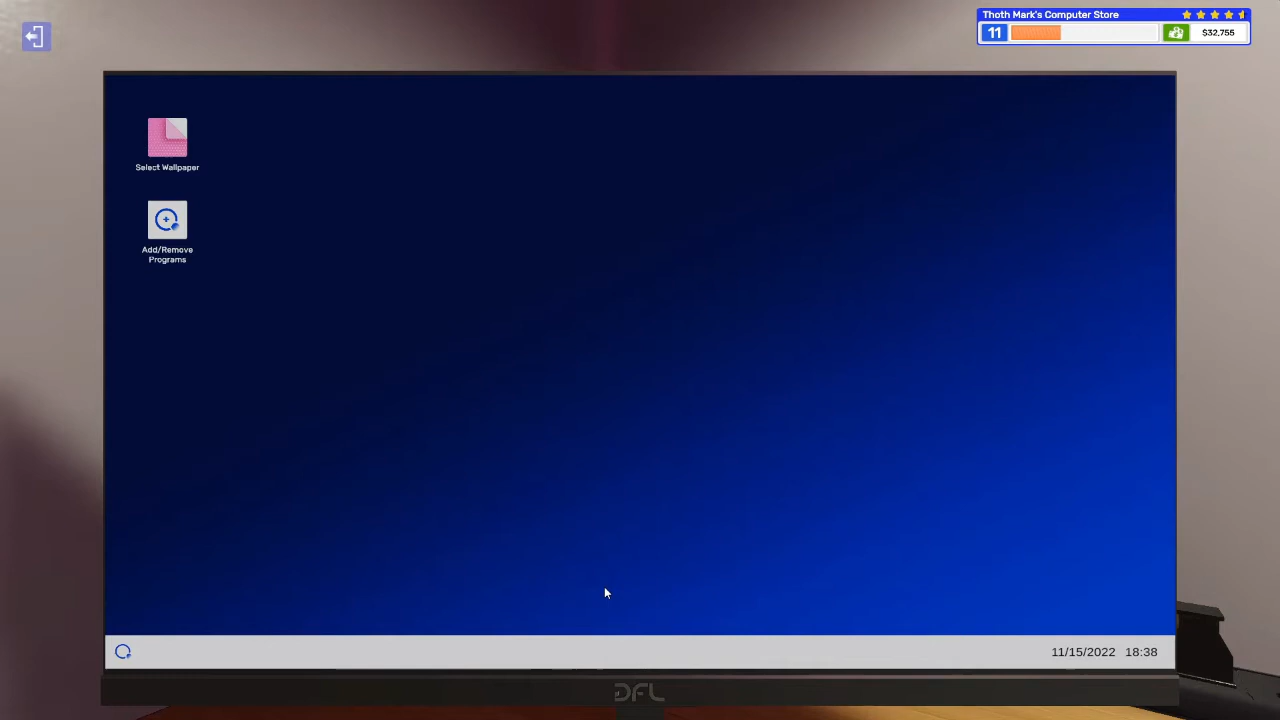 Thoth Mark's Computer Store
11
$32,755
Select Wallpaper
Add/Remove
Programs
11/15/2022 18:38
DFL